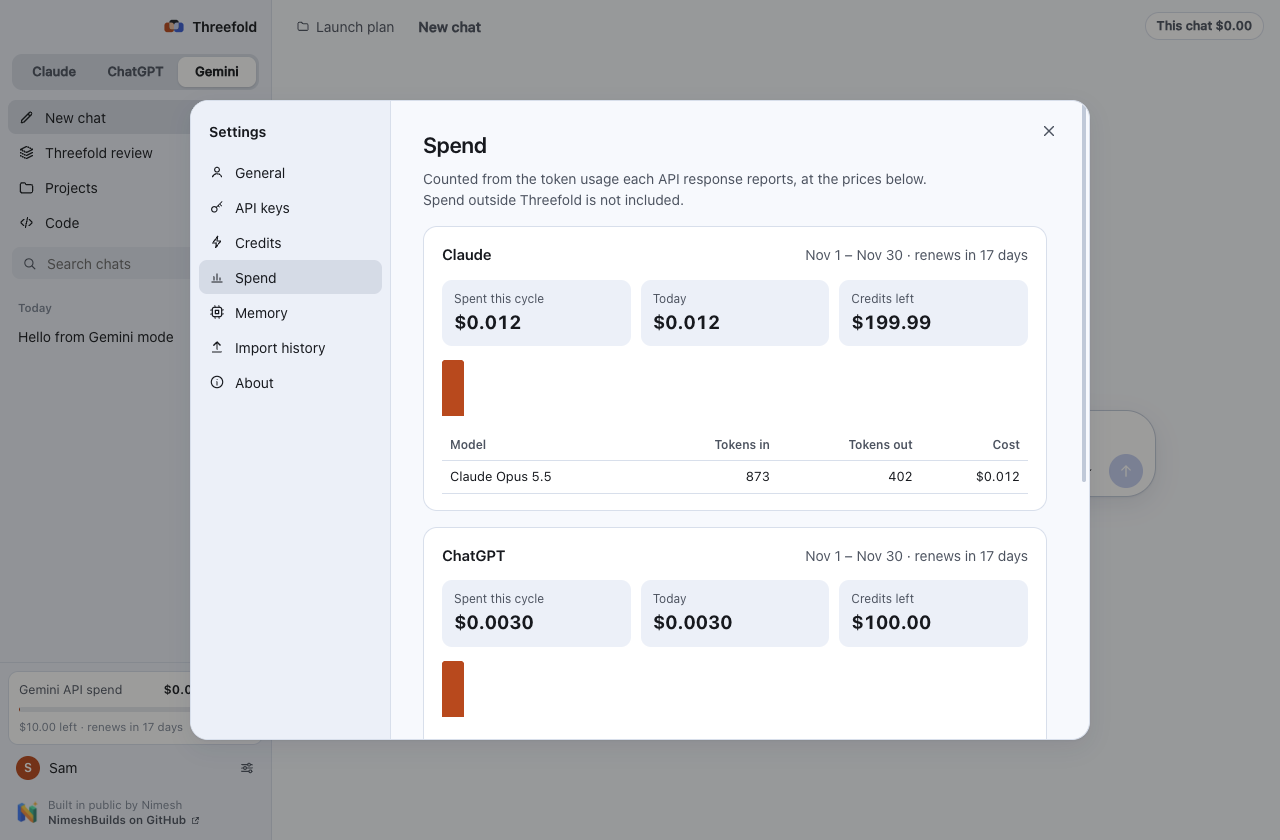 Threefold
Launch plan
New chat
This chat $0.00
Claude
ChatGPT
Gemini
New chat
Threefold review
Projects
Code
Search chats
Today
Hello from Gemini mode
Gemini API spend
$0.0
$10.00 left · renews in 17 days
S
Sam
Built in public by Nimesh
NimeshBuilds on GitHub
Settings
General
API keys
Credits
Spend
Memory
Import history
About
Spend
Counted from the token usage each API response reports, at the prices below.
Spend outside Threefold is not included.
Claude
Nov 1 – Nov 30 · renews in 17 days
Spent this cycle
$0.012
Today
$0.012
Credits left
$199.99
Model Tokens in Tokens out Cost
Claude Opus 5.5 873 402 $0.012
ChatGPT
Nov 1 – Nov 30 · renews in 17 days
Spent this cycle
$0.0030
Today
$0.0030
Credits left
$100.00